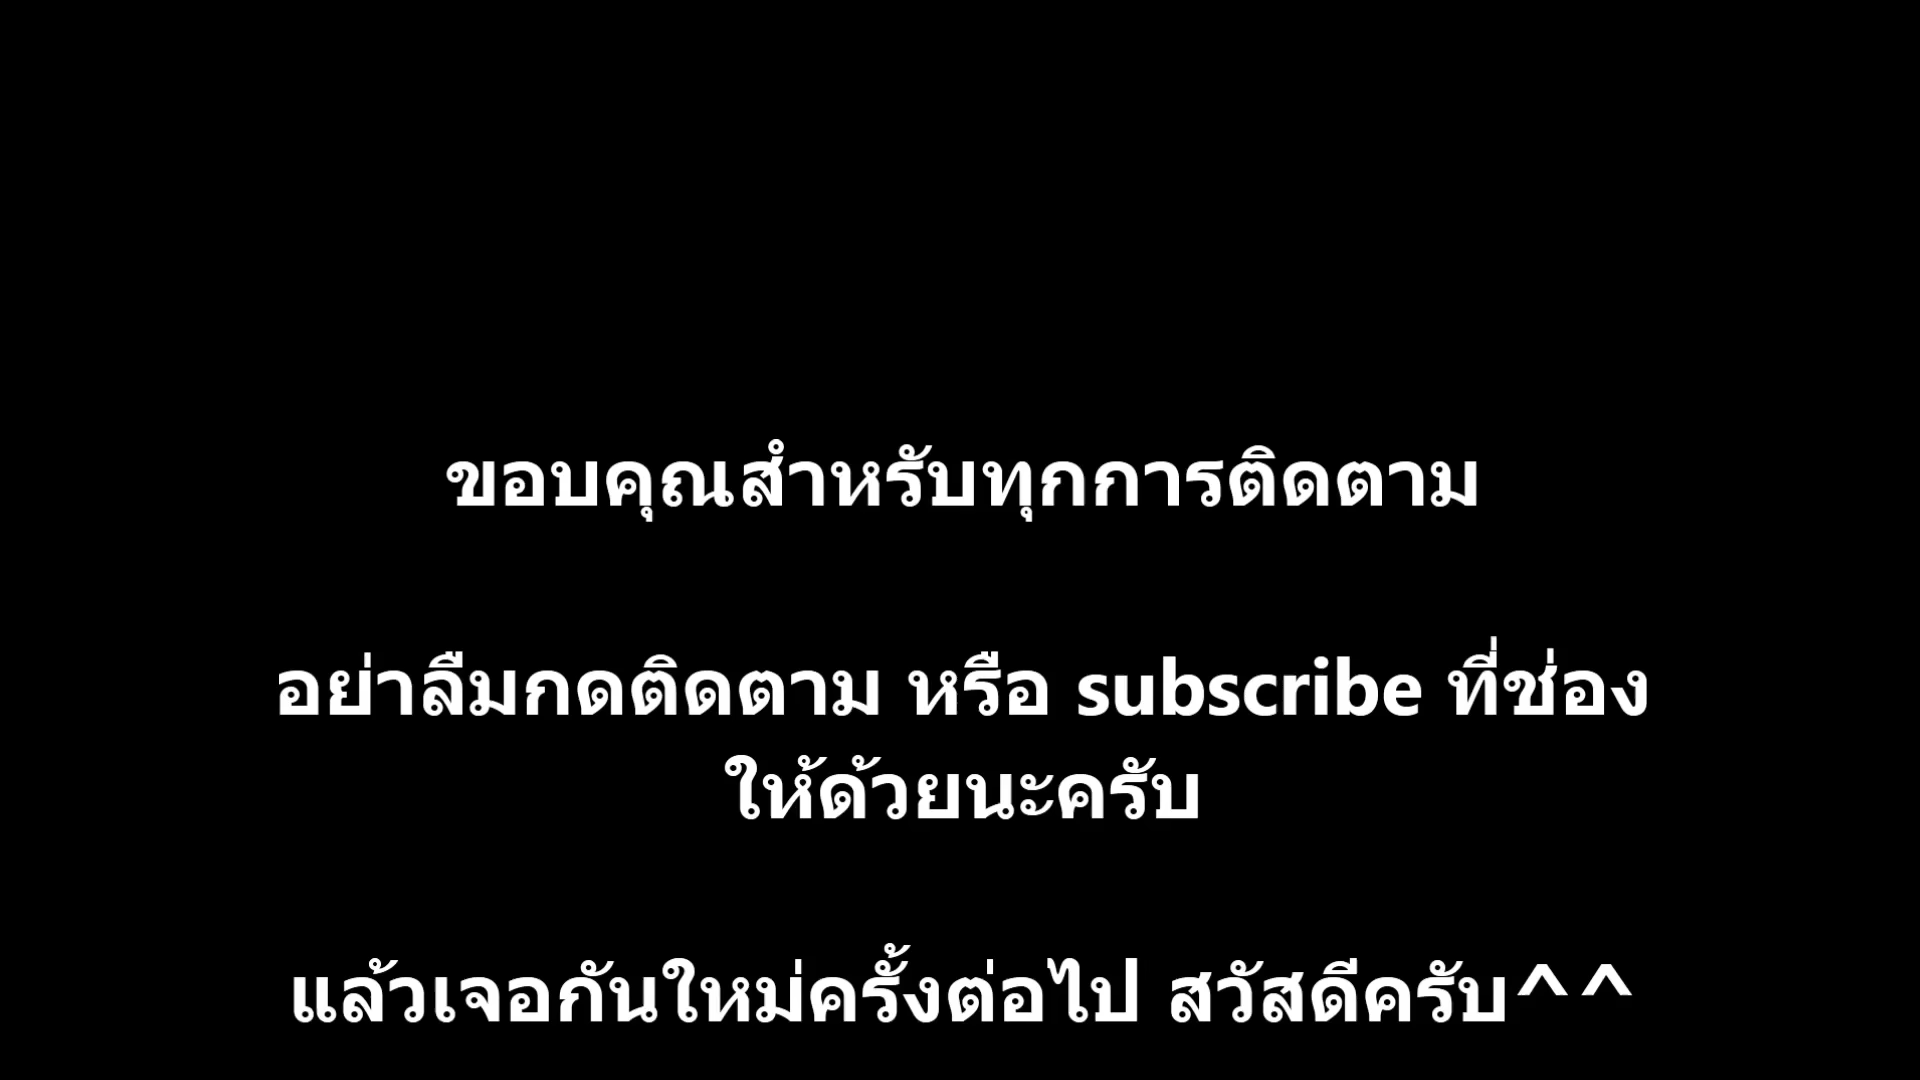 ขอบคุณสำหรับทุกการติดตาม
อย่าลืมกดติดตาม หรือ subscribe ที่ช่อง
ให้ด้วยนะครับ
แล้วเจอกันใหม่ครั้งต่อไป สวัสดีครับ^^